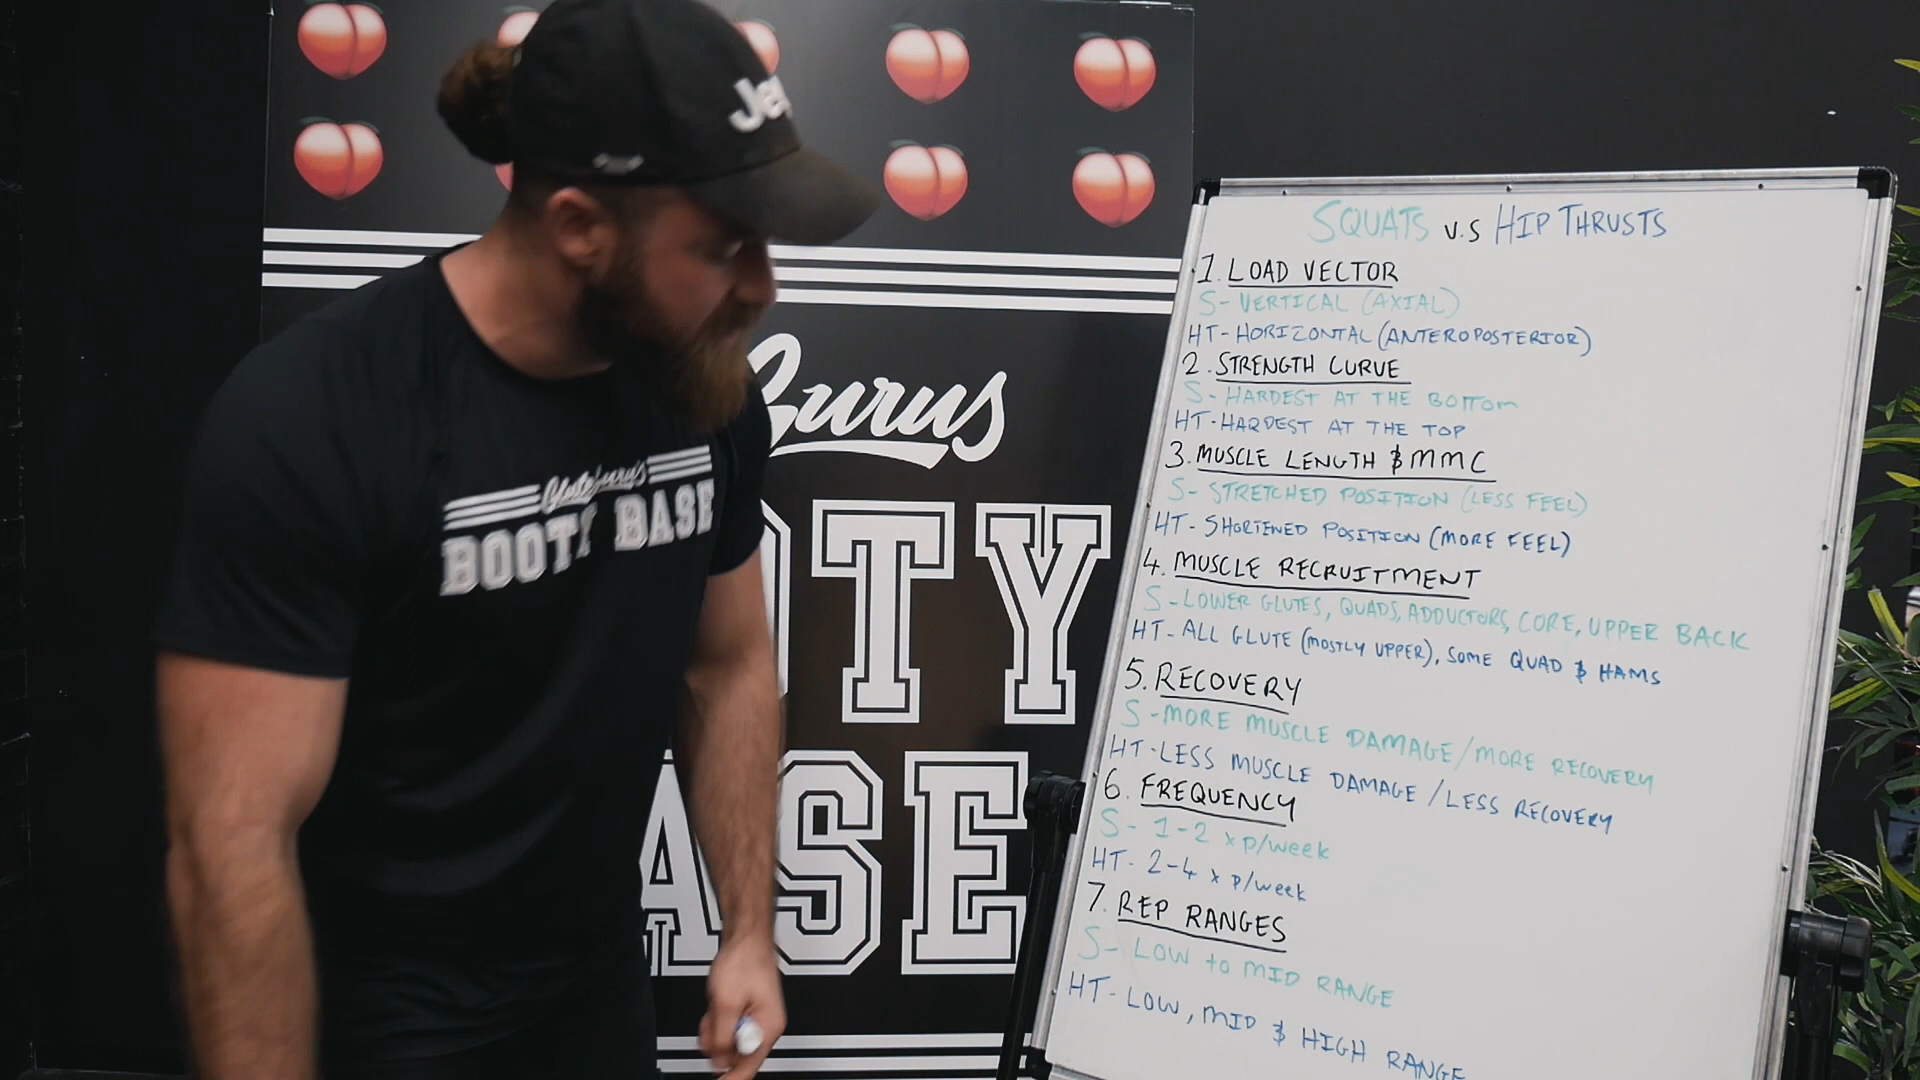 Je
Gurus
BOOTY BASE
OTY
ASE
SQUATS V.S HIP THRUSTS
1. LOAD VECTOR
S- VERTICAL (AXIAL)
HT- HORIZONTAL (ANTEROPOSTERIOR)
2. STRENGTH CURVE
S- HARDEST AT THE BOTTOM
HT- HARDEST AT THE TOP
3. MUSCLE LENGTH & MMC
S- STRETCHED POSITION (LESS FEEL)
HT- SHORTENED POSITION (MORE FEEL)
4. MUSCLE RECRUITMENT
S- LOWER GLUTES, QUADS, ADDUCTORS, CORE, UPPER BACK
HT- ALL GLUTE (MOSTLY UPPER), SOME QUAD & HAMS
5. RECOVERY
S- MORE MUSCLE DAMAGE/MORE RECOVERY
HT- LESS MUSCLE DAMAGE/LESS RECOVERY
6. FREQUENCY
S- 1-2 x p/week
HT- 2-4 x p/week
7. REP RANGES
S- LOW to MID RANGE
HT- LOW, MID & HIGH RANGE